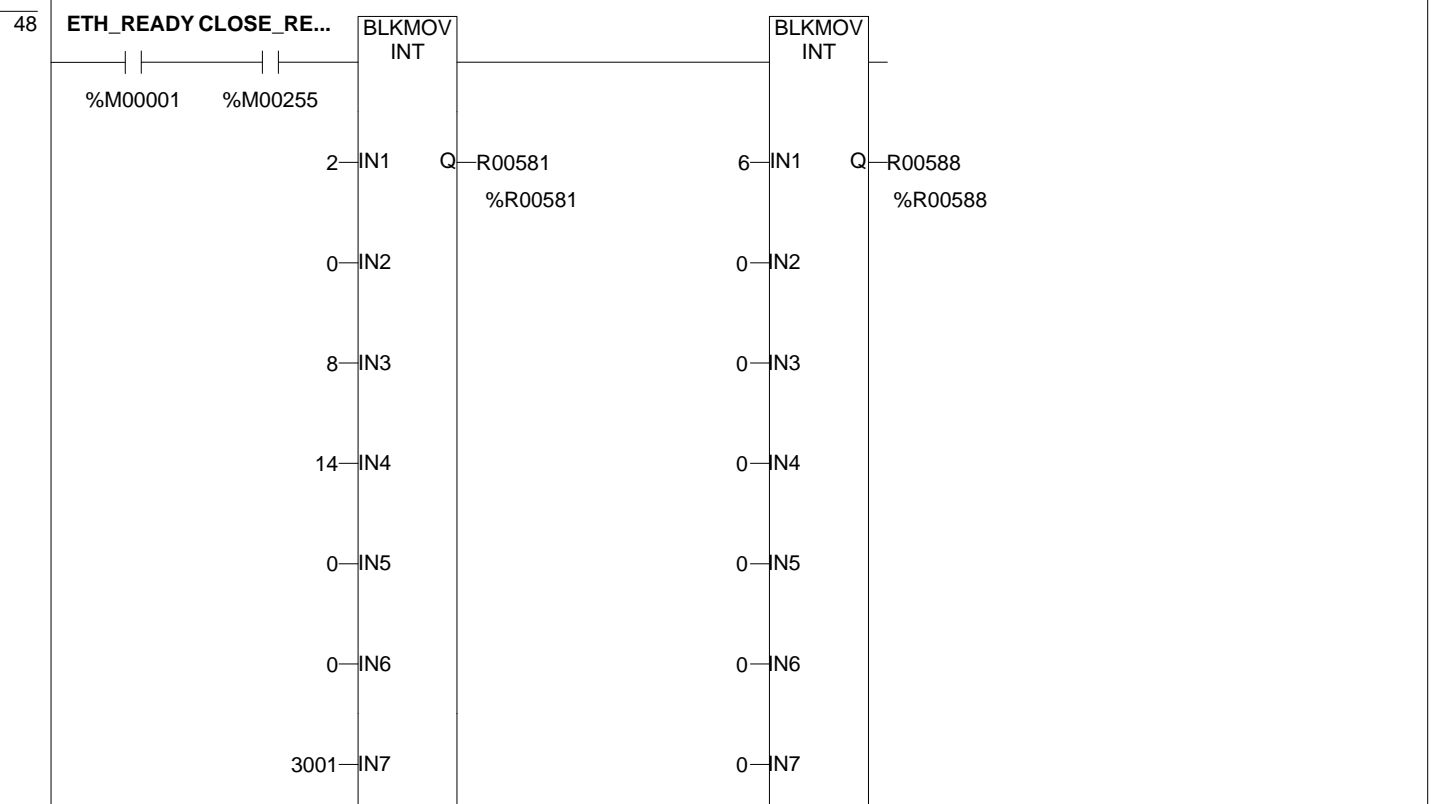 48 ETH_READY CLOSE_RE... BLKMOV BLKMOV
INT INT
%M00001 %M00255
2 IN1 Q R00581 6 IN1 Q R00588
%R00581 %R00588
0 IN2 0 IN2
8 IN3 0 IN3
14 IN4 0 IN4
0 IN5 0 IN5
0 IN6 0 IN6
3001 IN7 0 IN7